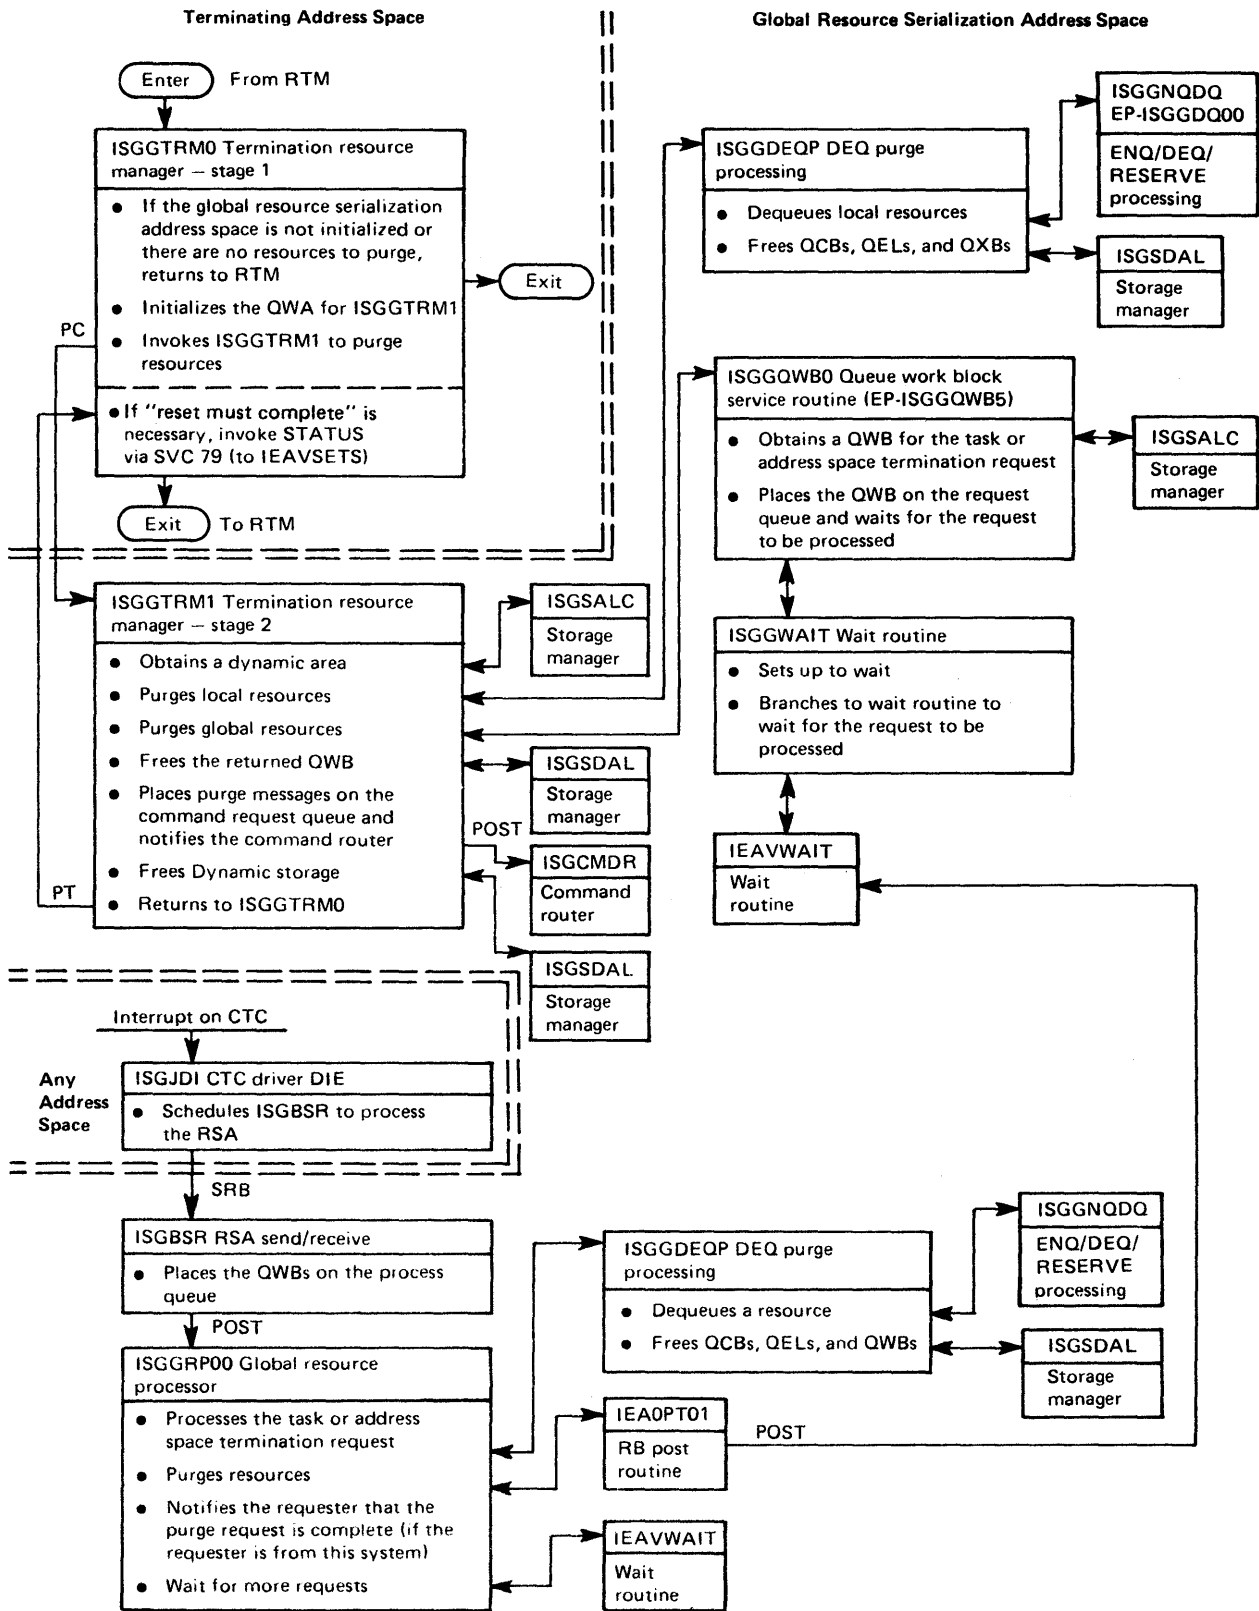 Terminating Address Space
Global Resource Serialization Address Space
Enter
From RTM
ISGGTRM0 Termination resource
manager — stage 1
● If the global resource serialization
address space is not initialized or
there are no resources to purge,
returns to RTM
● Initializes the QWA for ISGGTRM1
● Invokes ISGGTRM1 to purge
resources
● If "reset must complete" is
necessary, invoke STATUS
via SVC 79 (to IEAVSETS)
Exit
PC
Exit
To RTM
ISGGDEQP DEQ purge
processing
● Dequeues local resources
● Frees QCBs, QELs, and QXBs
ISGGNQDQ
EP-ISGGDQ00
ENQ/DEQ/
RESERVE
processing
ISGSDAL
Storage
manager
ISGGQWB0 Queue work block
service routine (EP-ISGGQWB5)
● Obtains a QWB for the task or
address space termination request
● Places the QWB on the request
queue and waits for the request
to be processed
ISGSALC
Storage
manager
ISGGWAIT Wait routine
● Sets up to wait
● Branches to wait routine to
wait for the request to be
processed
IEAVWAIT
Wait
routine
ISGGTRM1 Termination resource
manager — stage 2
● Obtains a dynamic area
● Purges local resources
● Purges global resources
● Frees the returned QWB
● Places purge messages on the
command request queue and
notifies the command router
● Frees Dynamic storage
● Returns to ISGGTRM0
PT
ISGSALC
Storage
manager
ISGSDAL
Storage
manager
POST
ISGCMDR
Command
router
ISGSDAL
Storage
manager
Interrupt on CTC
Any
Address
Space
ISGJDI CTC driver DIE
● Schedules ISGBSR to process
the RSA
SRB
ISGBSR RSA send/receive
● Places the QWBs on the process
queue
POST
ISGGRP00 Global resource
processor
● Processes the task or address
space termination request
● Purges resources
● Notifies the requester that the
purge request is complete (if the
requester is from this system)
● Wait for more requests
ISGGDEQP DEQ purge
processing
● Dequeues a resource
● Frees QCBs, QELs, and QWBs
ISGGNQDQ
ENQ/DEQ/
RESERVE
processing
ISGSDAL
Storage
manager
IEA0PT01
RB post
routine
POST
IEAVWAIT
Wait
routine